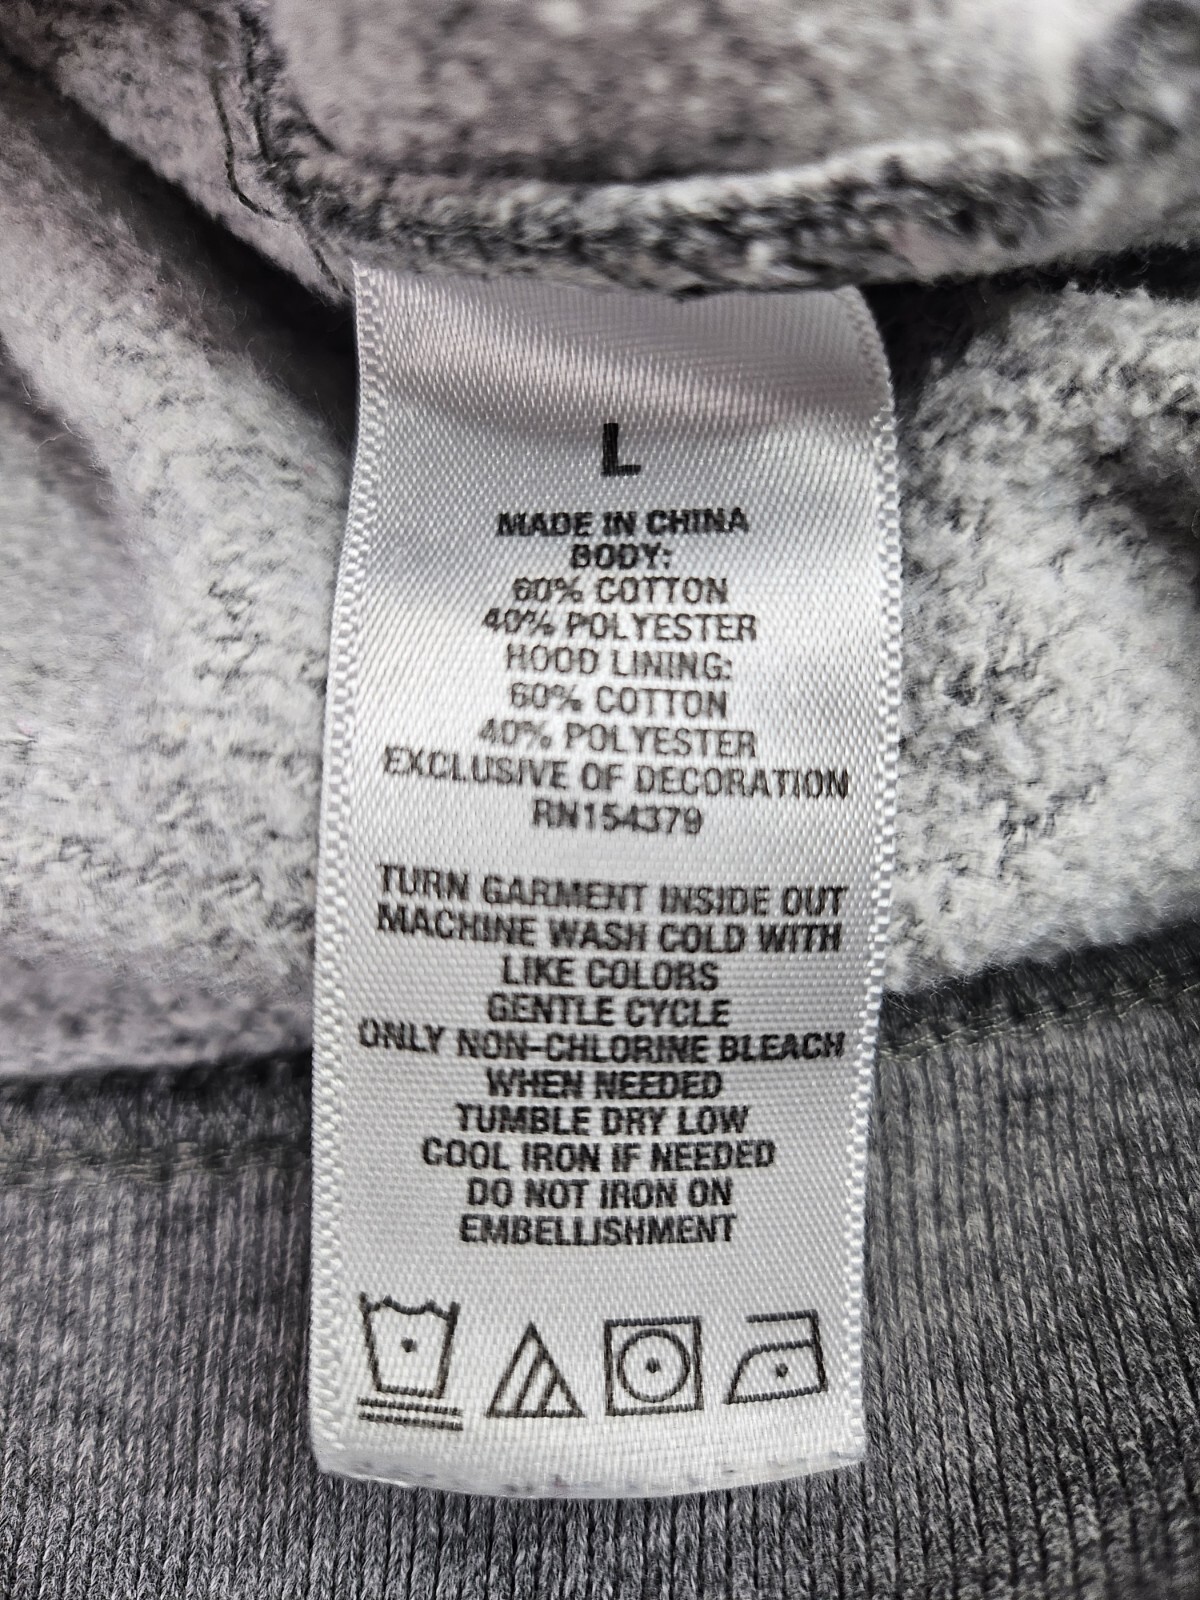 L
MADE IN CHINA
BODY:
60% COTTON
40% POLYESTER
HOOD LINING:
60% COTTON
40% POLYESTER
EXCLUSIVE OF DECORATION
RN154379
TURN GARMENT INSIDE OUT
MACHINE WASH COLD WITH
LIKE COLORS
GENTLE CYCLE
ONLY NON-CHLORINE BLEACH
WHEN NEEDED
TUMBLE DRY LOW
COOL IRON IF NEEDED
DO NOT IRON ON
EMBELLISHMENT